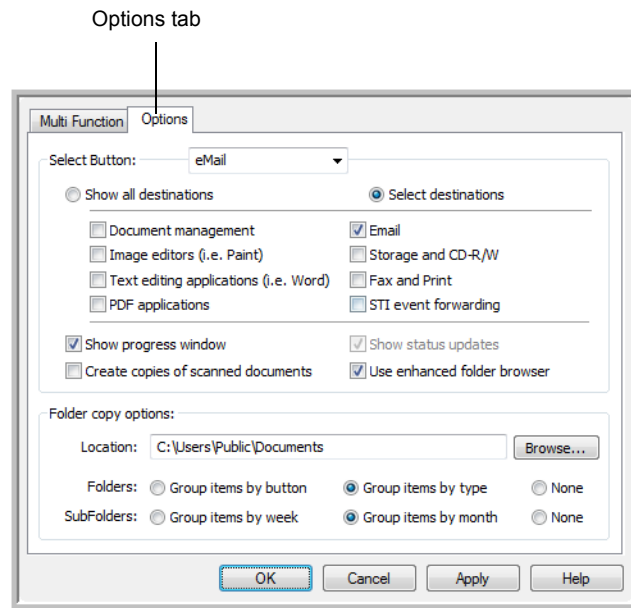 Options tab
Multi Function Options
Select Button: eMail
Show all destinations Select destinations
Document management Email
Image editors (i.e. Paint) Storage and CD-R/W
Text editing applications (i.e. Word) Fax and Print
PDF applications STI event forwarding
Show progress window Show status updates
Create copies of scanned documents Use enhanced folder browser
Folder copy options:
Location: C:\Users\Public\Documents Browse...
Folders: Group items by button Group items by type None
SubFolders: Group items by week Group items by month None
OK Cancel Apply Help